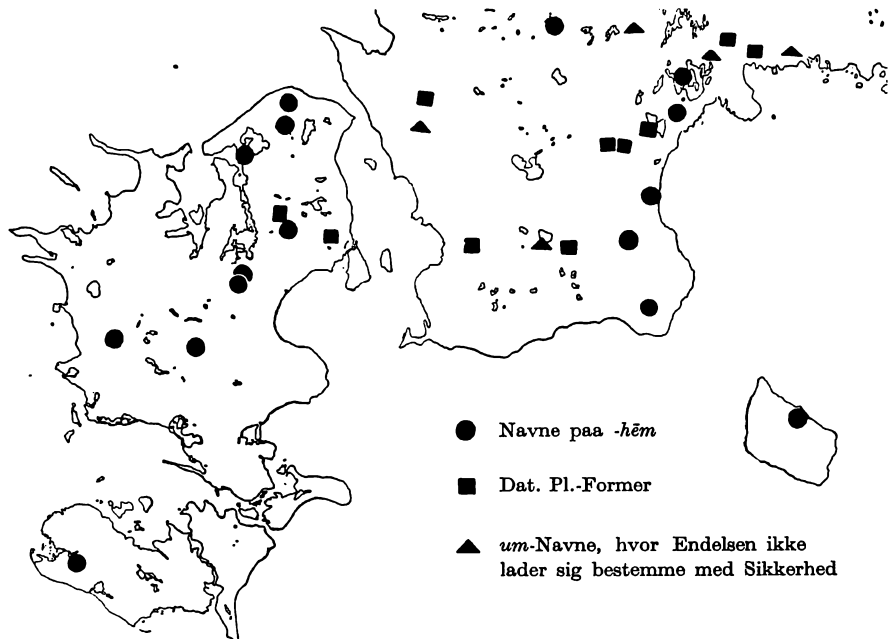 Navne paa -hēm
Dat. Pl.-Former
um-Navne, hvor Endelsen ikke
lader sig bestemme med Sikkerhed